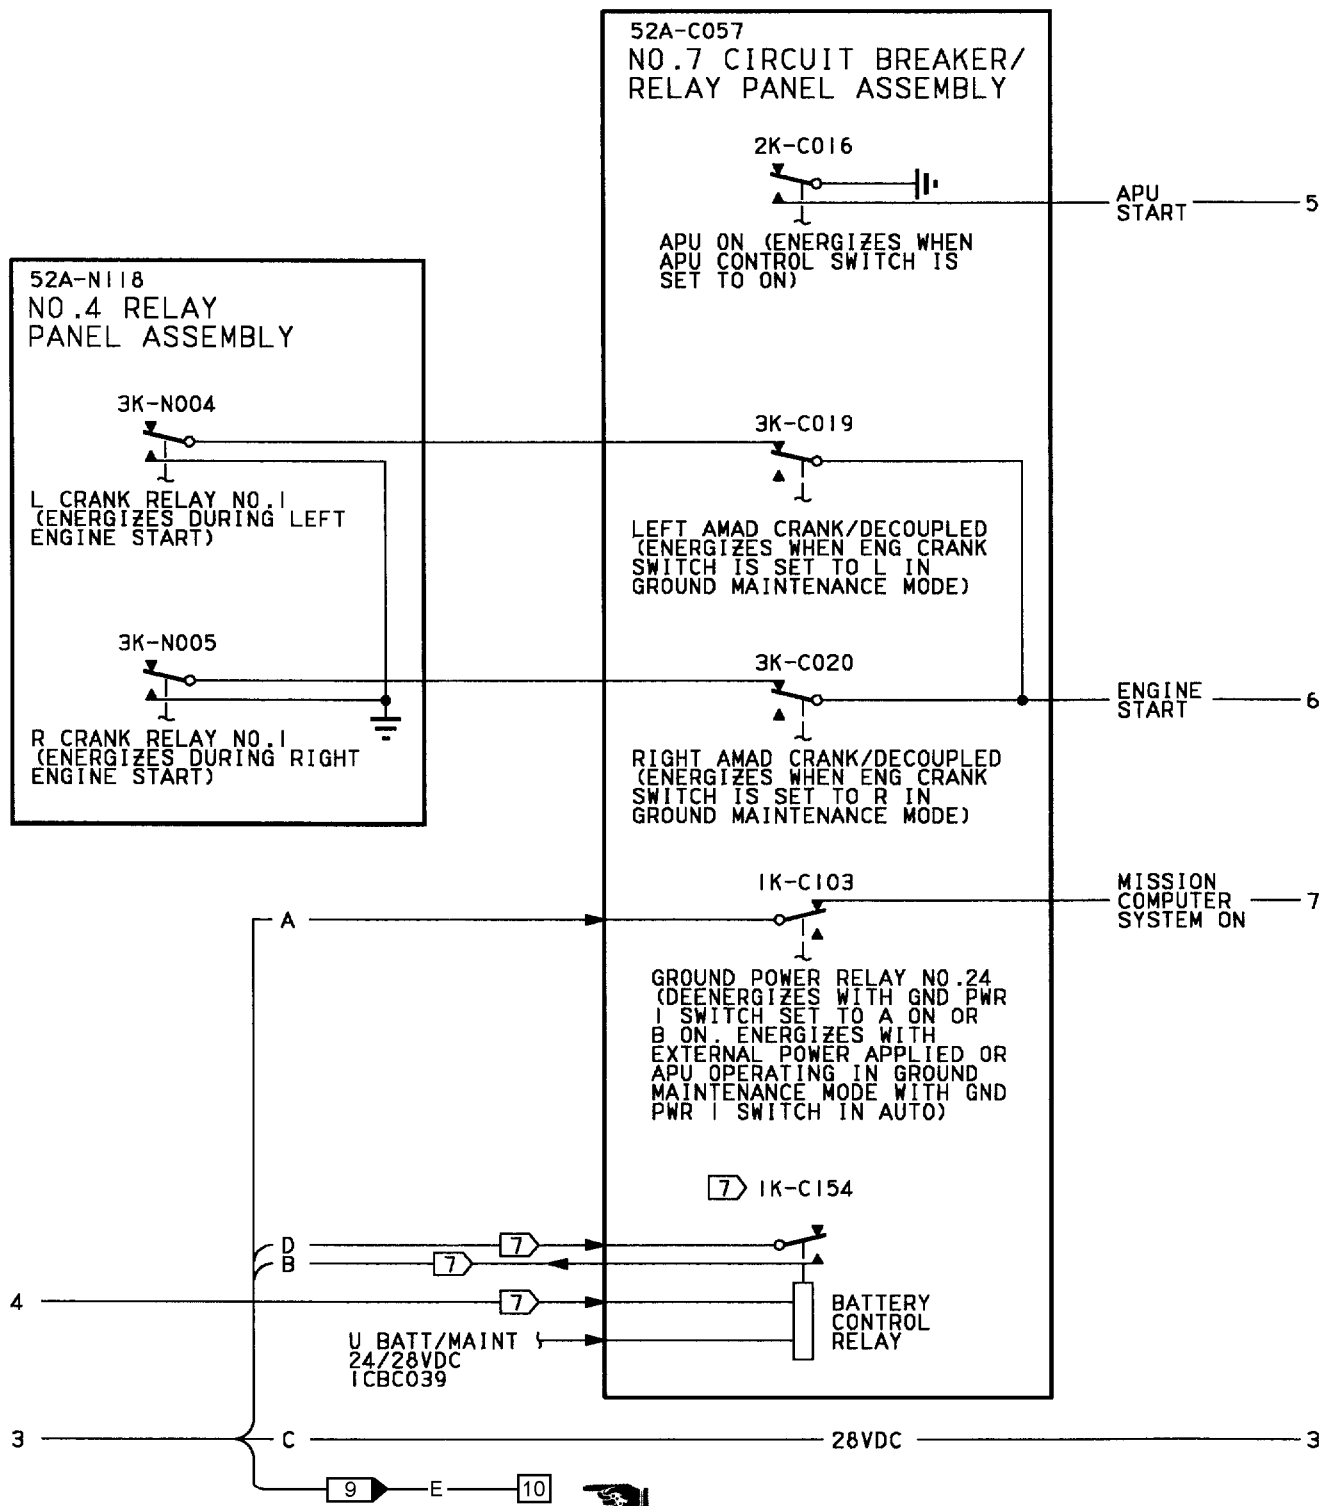 52A-C057
NO.7 CIRCUIT BREAKER/
RELAY PANEL ASSEMBLY
2K-C016
APU
START
5
APU ON (ENERGIZES WHEN
APU CONTROL SWITCH IS
SET TO ON)
52A-N118
NO.4 RELAY
PANEL ASSEMBLY
3K-N004
L CRANK RELAY NO.1
(ENERGIZES DURING LEFT
ENGINE START)
3K-C019
LEFT AMAD CRANK/DECOUPLED
(ENERGIZES WHEN ENG CRANK
SWITCH IS SET TO L IN
GROUND MAINTENANCE MODE)
3K-N005
R CRANK RELAY NO.1
(ENERGIZES DURING RIGHT
ENGINE START)
3K-C020
ENGINE
START
6
RIGHT AMAD CRANK/DECOUPLED
(ENERGIZES WHEN ENG CRANK
SWITCH IS SET TO R IN
GROUND MAINTENANCE MODE)
1K-C103
MISSION
COMPUTER
SYSTEM ON
7
A
GROUND POWER RELAY NO.24
(DEENERGIZES WITH GND PWR
1 SWITCH SET TO A ON OR
B ON. ENERGIZES WITH
EXTERNAL POWER APPLIED OR
APU OPERATING IN GROUND
MAINTENANCE MODE WITH GND
PWR 1 SWITCH IN AUTO)
7 1K-C154
D 7
B 7
4 7
BATTERY
CONTROL
RELAY
U BATT/MAINT
24/28VDC
1CBC039
3 C 28VDC 3
9 E 10